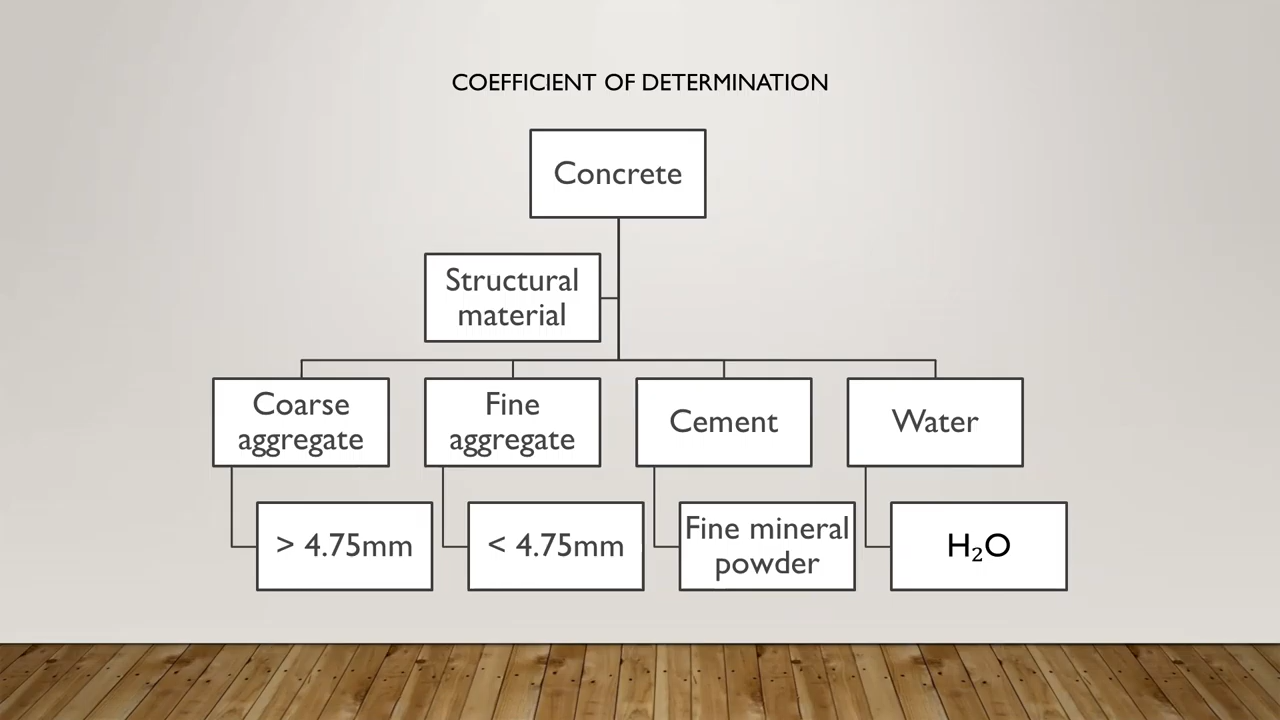 COEFFICIENT OF DETERMINATION
Concrete
Structural
material
Coarse
aggregate
Fine
aggregate
Cement
Water
> 4.75mm
< 4.75mm
Fine mineral
powder
H₂O